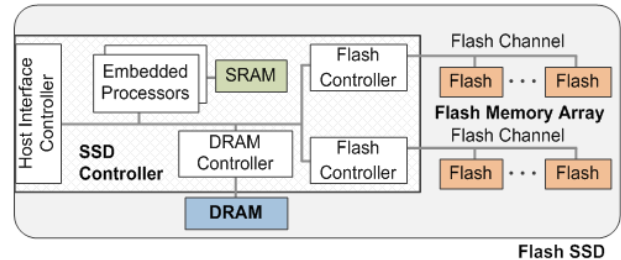 Host Interface
Controller
Embedded
Processors
SRAM
Flash
Controller
Flash Channel
Flash
• • •
Flash
Flash Memory Array
SSD
Controller
DRAM
Controller
Flash
Controller
Flash Channel
Flash
• • •
Flash
DRAM
Flash SSD